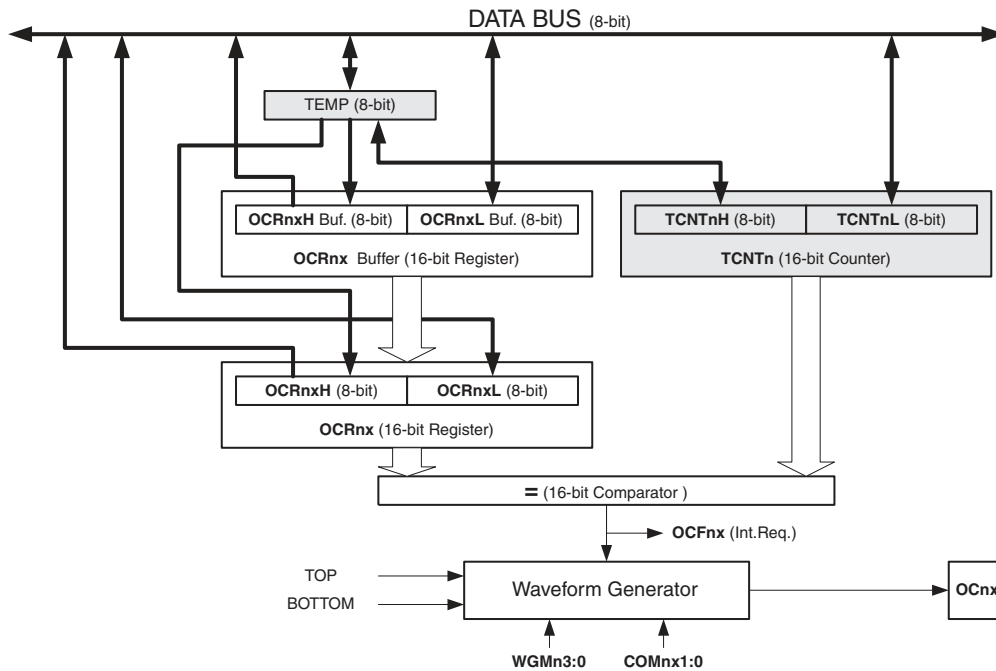 DATA BUS (8-bit)
TEMP (8-bit)
OCRnxH Buf. (8-bit) OCRnxL Buf. (8-bit)
OCRnx Buffer (16-bit Register)
TCNTnH (8-bit) TCNTnL (8-bit)
TCNTn (16-bit Counter)
OCRnxH (8-bit) OCRnxL (8-bit)
OCRnx (16-bit Register)
= (16-bit Comparator )
OCFnx (Int.Req.)
TOP
BOTTOM
Waveform Generator
OCnx
WGMn3:0 COMnx1:0